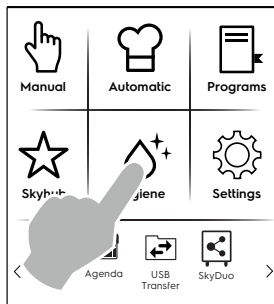 Manual Automatic Programs
Skyhub giene Settings
Agenda USB SkyDuo
Transfer